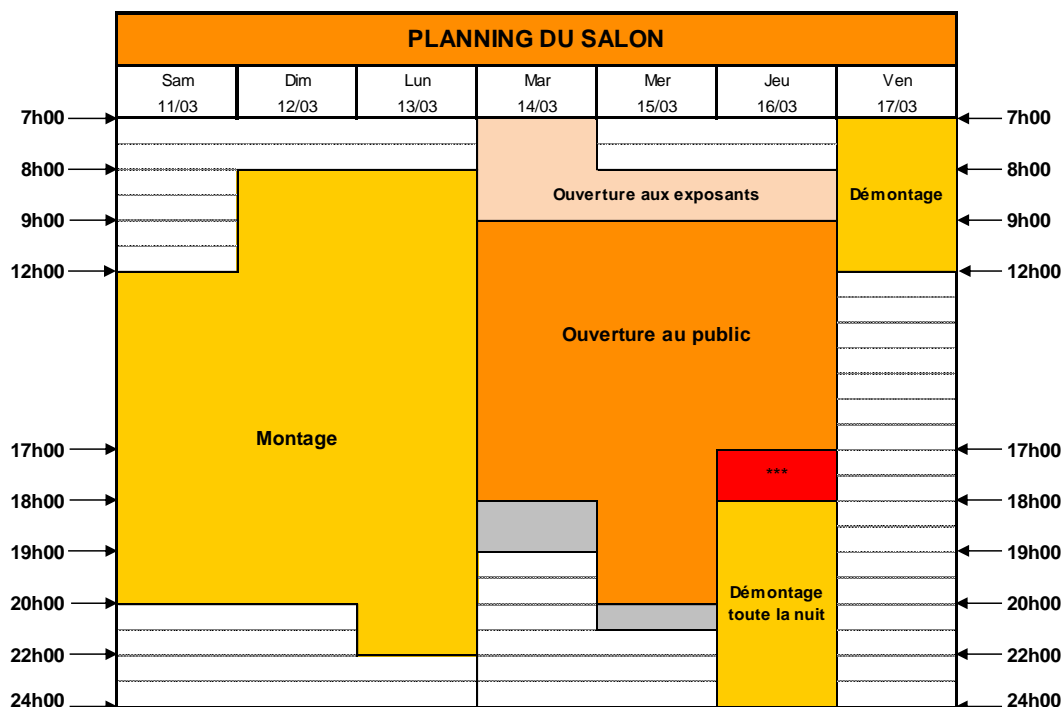 PLANNING DU SALON
Sam Dim Lun Mar Mer Jeu Ven
11/03 12/03 13/03 14/03 15/03 16/03 17/03
7h00 7h00
8h00 8h00
Ouverture aux exposants Démontage
9h00 9h00
12h00 12h00
Ouverture au public
Montage
17h00 17h00
***
18h00 18h00
19h00 19h00
Démontage
20h00 20h00
toute la nuit
22h00 22h00
24h00 24h00